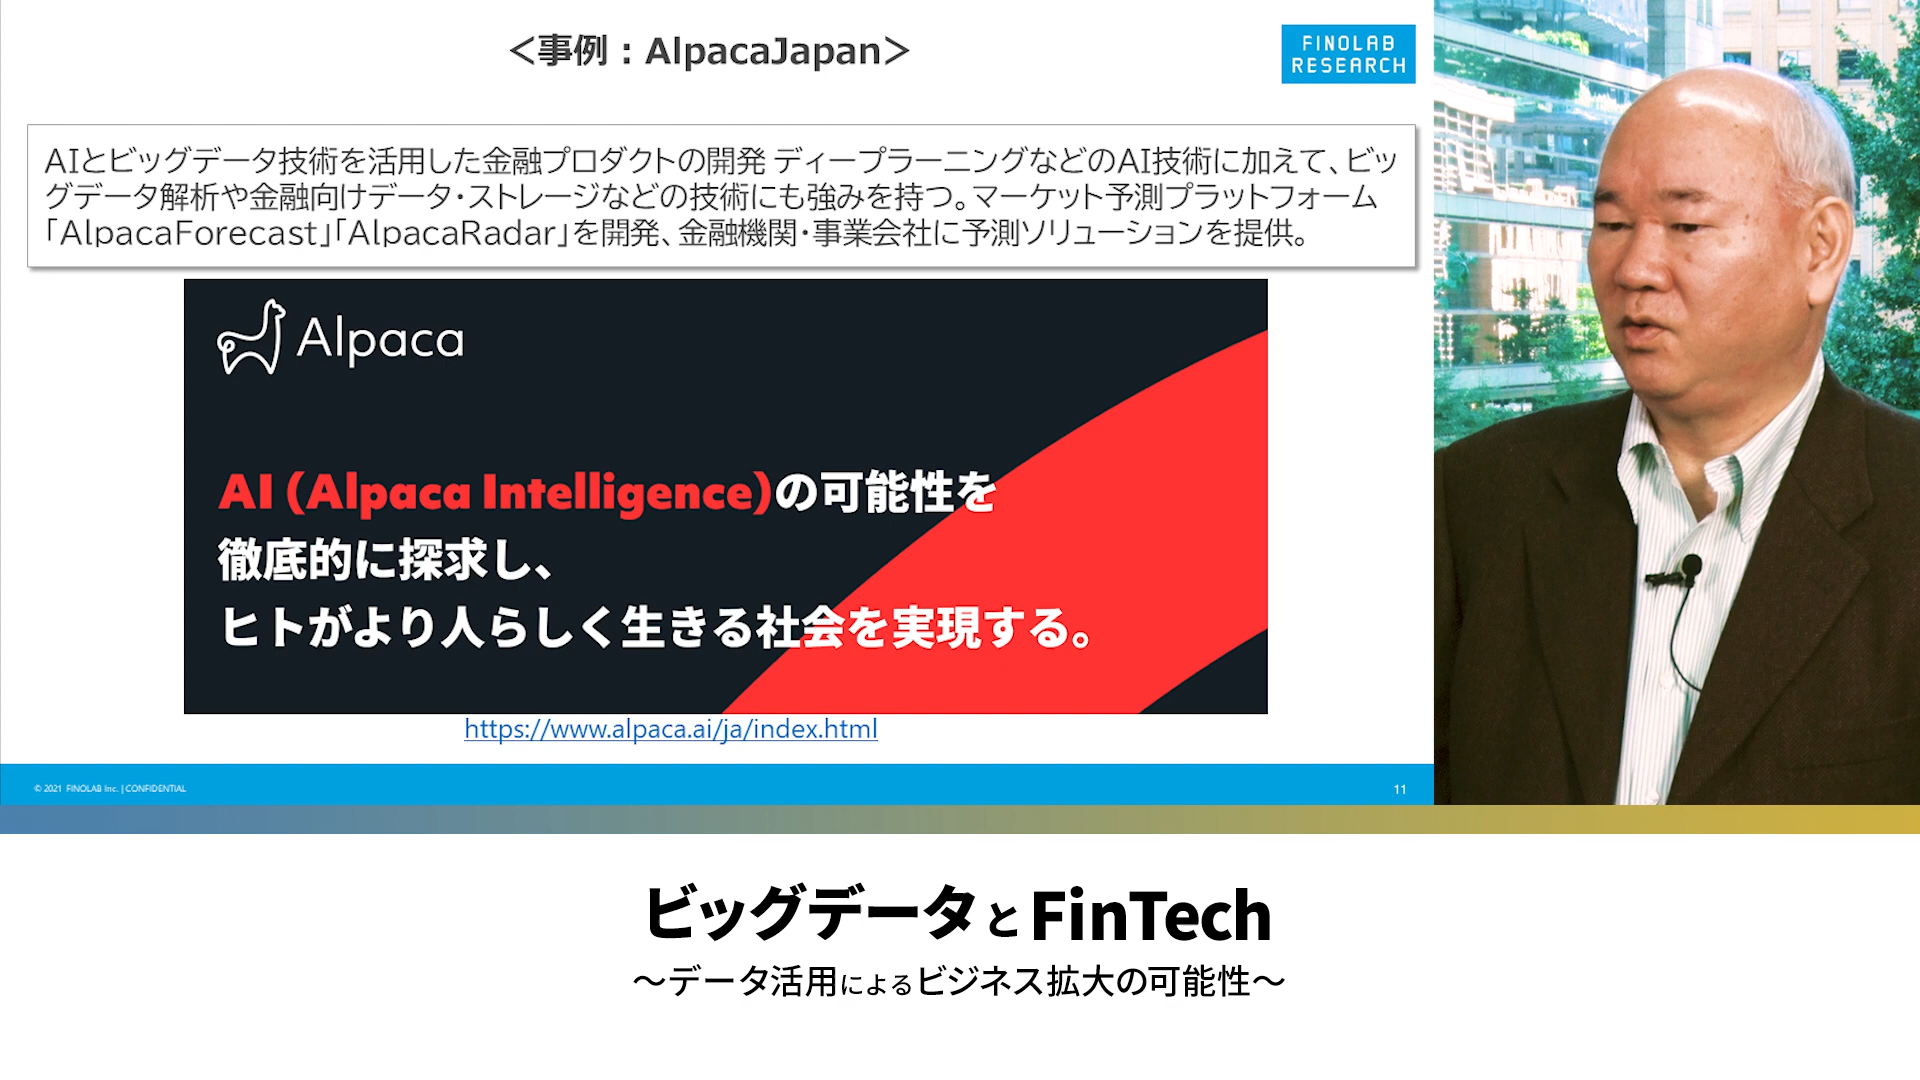 ＜事例：AlpacaJapan＞
FINOLAB
RESEARCH
AIとビッグデータ技術を活用した金融プロダクトの開発 ディープラーニングなどのAI技術に加えて、ビッ
グデータ解析や金融向けデータ・ストレージなどの技術にも強みを持つ。マーケット予測プラットフォーム
「AlpacaForecast」「AlpacaRadar」を開発、金融機関・事業会社に予測ソリューションを提供。
Alpaca
AI (Alpaca Intelligence)の可能性を
徹底的に探求し、
ヒトがより人らしく生きる社会を実現する。
https://www.alpaca.ai/ja/index.html
© 2021 FINOLAB Inc. | CONFIDENTIAL
11
ビッグデータとFinTech
～データ活用によるビジネス拡大の可能性～